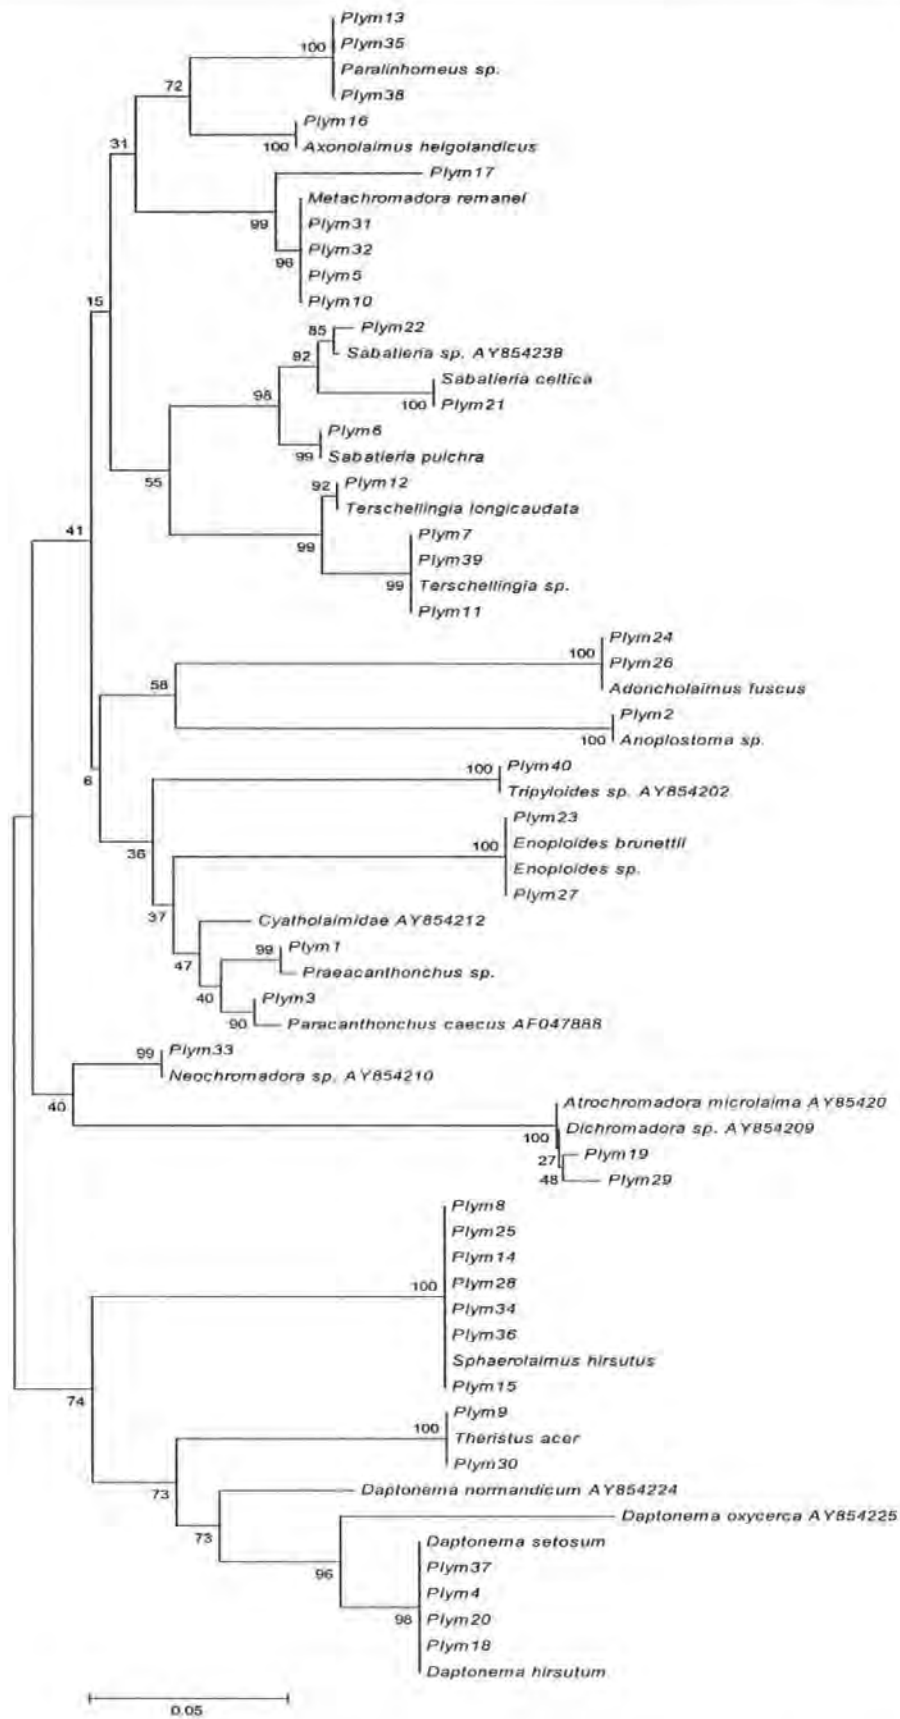 Plym13
Plym35
100
Paralinhomeus sp.
72
Plym38
Plym16
31
100 Axonolaimus helgolandicus
Plym17
Metachromadora remanei
99
Plym31
Plym32
96
Plym5
15
Plym10
85
Plym22
92
Sabatieria sp. AY854238
Sabatieria celtica
98
100 Plym21
Plym6
99 Sabatieria pulchra
55
92 Plym12
Terschellingia longicaudata
41
Plym7
99
Plym39
99 Terschellingia sp.
Plym11
Plym24
100
Plym26
58
Adoncholaimus fuscus
Plym2
100 Anoplostoma sp.
100 Plym40
6
Tripyloides sp. AY854202
Plym23
100
Enoploides brunettii
36
Enoploides sp.
Plym27
37
Cyatholaimidae AY854212
99 Plym1
47
Praeacanthonchus sp.
40
Plym3
90
Paracanthonchus caecus AF047888
99 Plym33
Neochromadora sp. AY854210
40
Atrochromadora microlaima AY85420
100
Dichromadora sp. AY854209
27
Plym19
48
Plym29
Plym8
Plym25
Plym14
100
Plym28
Plym34
Plym36
Sphaerolaimus hirsutus
74
Plym15
Plym9
100
Theristus acer
Plym30
73
Daptonema normandicum AY854224
Daptonema oxycerca AY854225
73
Daptonema setosum
96
Plym37
Plym4
98
Plym20
Plym18
Daptonema hirsutum
0.05